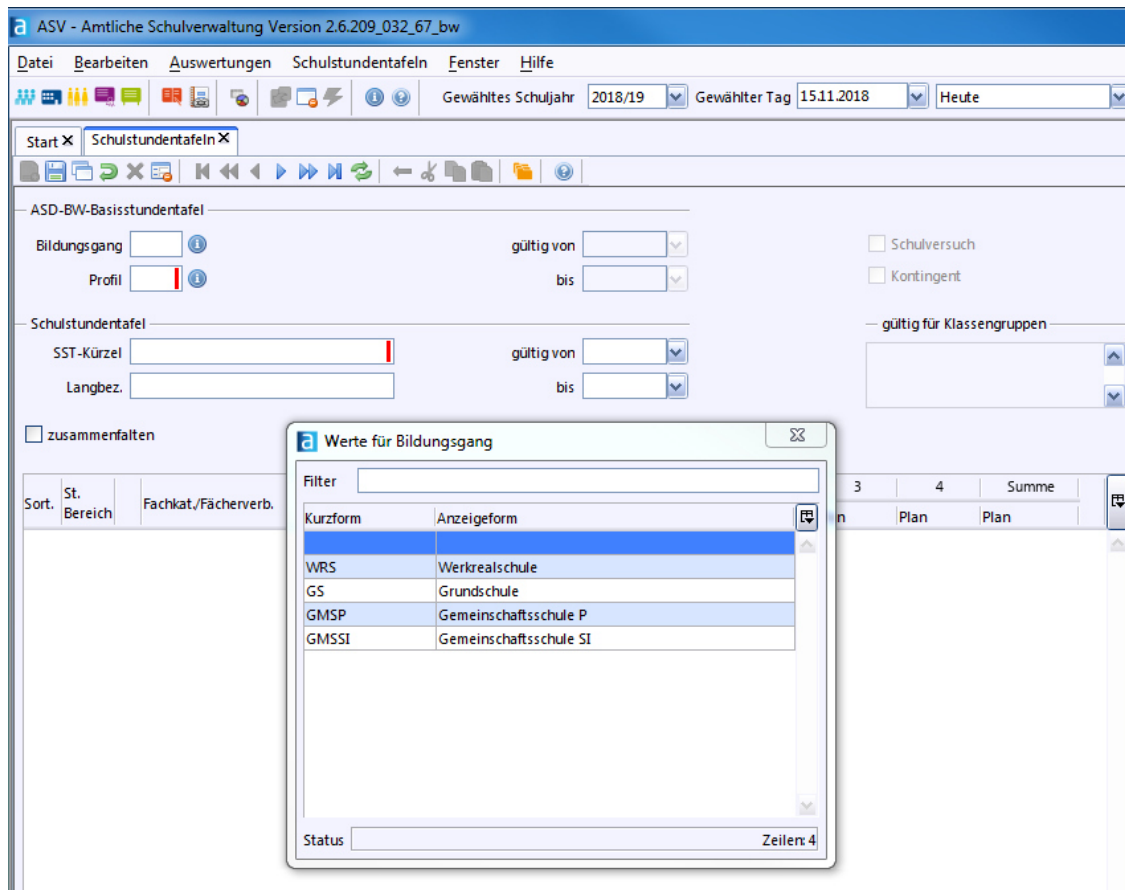 ASV - Amtliche Schulverwaltung Version 2.6.209_032_67_bw
Datei Bearbeiten Auswertungen Schulstundentafeln Fenster Hilfe
Gewähltes Schuljahr 2018/19 Gewählter Tag 15.11.2018 Heute
Start Schulstundentafeln
ASD-BW-Basisstundentafel
Bildungsgang gültig von Schulversuch
Profil bis Kontingent
Schulstundentafel gültig für Klassengruppen
SST-Kürzel gültig von
Langbez. bis
zusammenfalten
Werte für Bildungsgang
Filter
Sort. St. Bereich Fachkat./Fächerverb. 3 4 Summe
n Plan Plan
Kurzform Anzeigeform
WRS Werkrealschule
GS Grundschule
GMSP Gemeinschaftsschule P
GMSSI Gemeinschaftsschule SI
Status Zeilen: 4